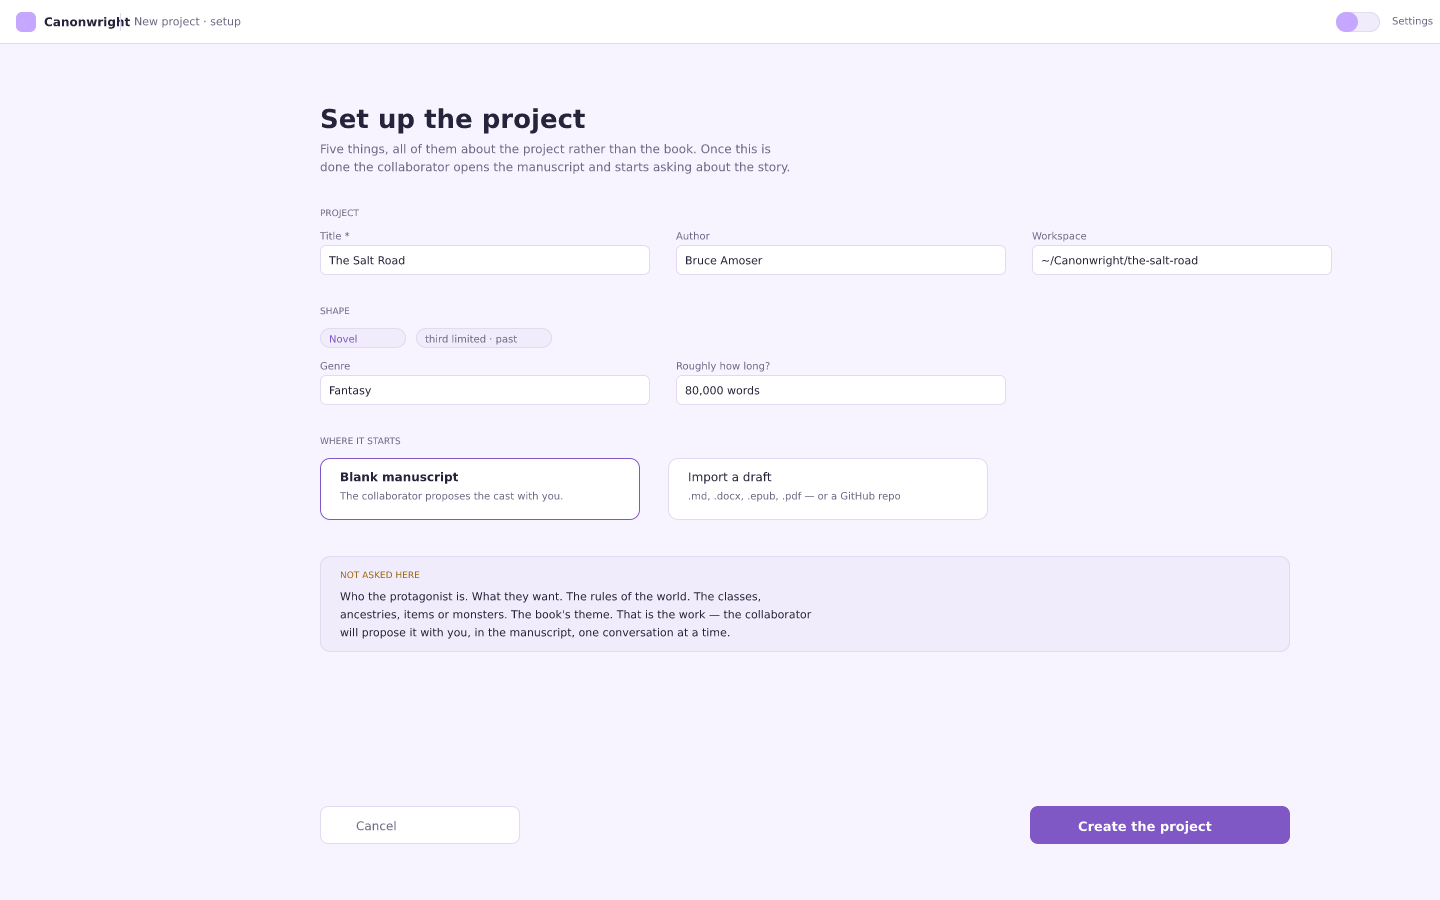 Canonwright New project · setup Settings
Set up the project
Five things, all of them about the project rather than the book. Once this is
done the collaborator opens the manuscript and starts asking about the story.
PROJECT
Title * Author Workspace
The Salt Road Bruce Amoser ~/Canonwright/the-salt-road
SHAPE
Novel third limited · past
Genre Roughly how long?
Fantasy 80,000 words
WHERE IT STARTS
Blank manuscript Import a draft
The collaborator proposes the cast with you. .md, .docx, .epub, .pdf — or a GitHub repo
NOT ASKED HERE
Who the protagonist is. What they want. The rules of the world. The classes,
ancestries, items or monsters. The book's theme. That is the work — the collaborator
will propose it with you, in the manuscript, one conversation at a time.
Cancel Create the project